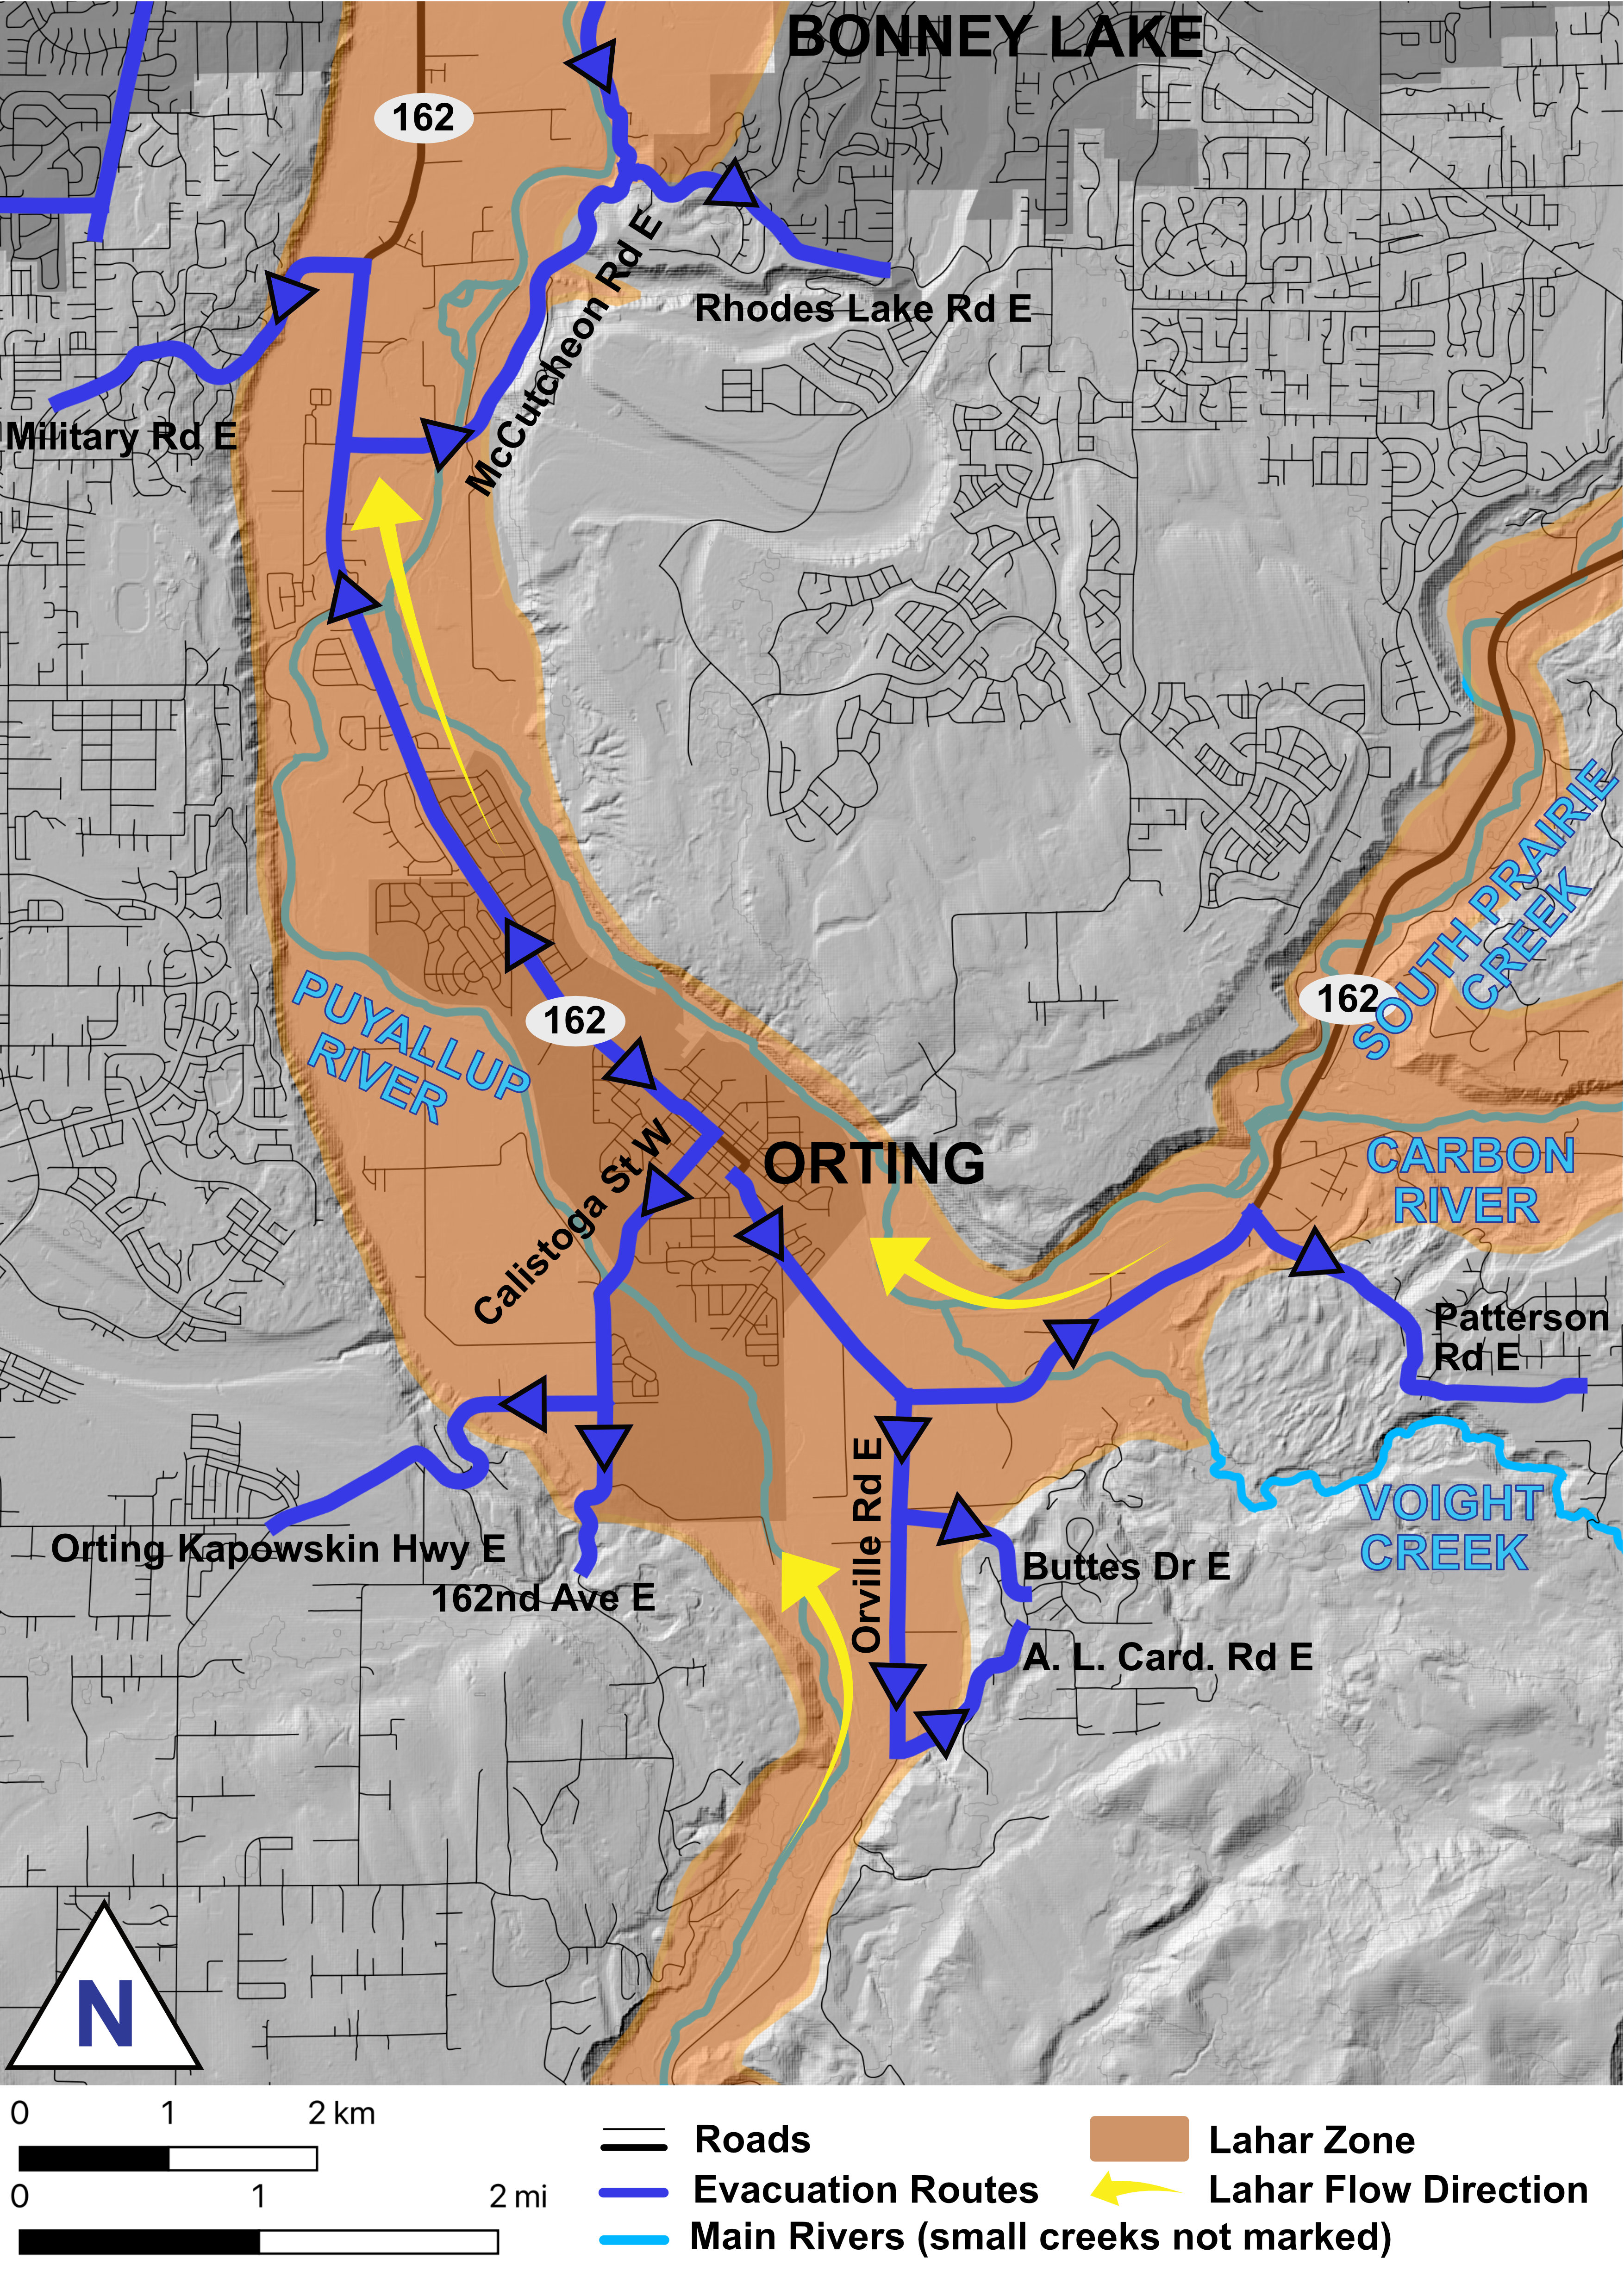 BONNEY LAKE
162
McCutcheon Rd E
Rhodes Lake Rd E
Military Rd E
SOUTH PRAIRIE
CREEK
162
PUYALLUP
RIVER
162
Calistoga St W
ORTING
CARBON
RIVER
Patterson
Rd E
Orville Rd E
VOIGHT
CREEK
Orting Kapowskin Hwy E
162nd Ave E
Buttes Dr E
A. L. Card. Rd E
N
0 1 2 km
0 1 2 mi
Roads
Evacuation Routes
Main Rivers (small creeks not marked)
Lahar Zone
Lahar Flow Direction